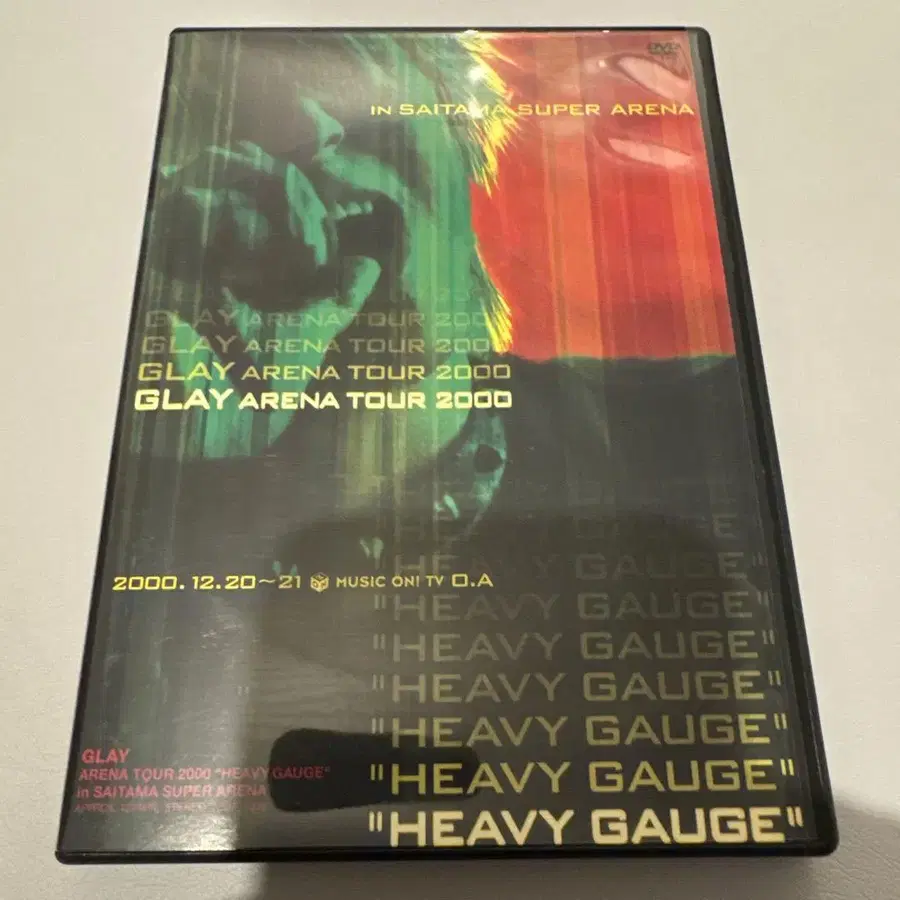 DVD
IN SAITAMA SUPER ARENA
GLAY ARENA TOUR 2000
GLAY ARENA TOUR 2000
GLAY ARENA TOUR 2000
GLAY ARENA TOUR 2000
2000.12.20~21 MUSIC ON! TV O.A
"HEAVY GAUGE"
"HEAVY GAUGE"
"HEAVY GAUGE"
"HEAVY GAUGE"
"HEAVY GAUGE"
"HEAVY GAUGE"
"HEAVY GAUGE"
GLAY
ARENA TOUR 2000 "HEAVY GAUGE"
in SAITAMA SUPER ARENA